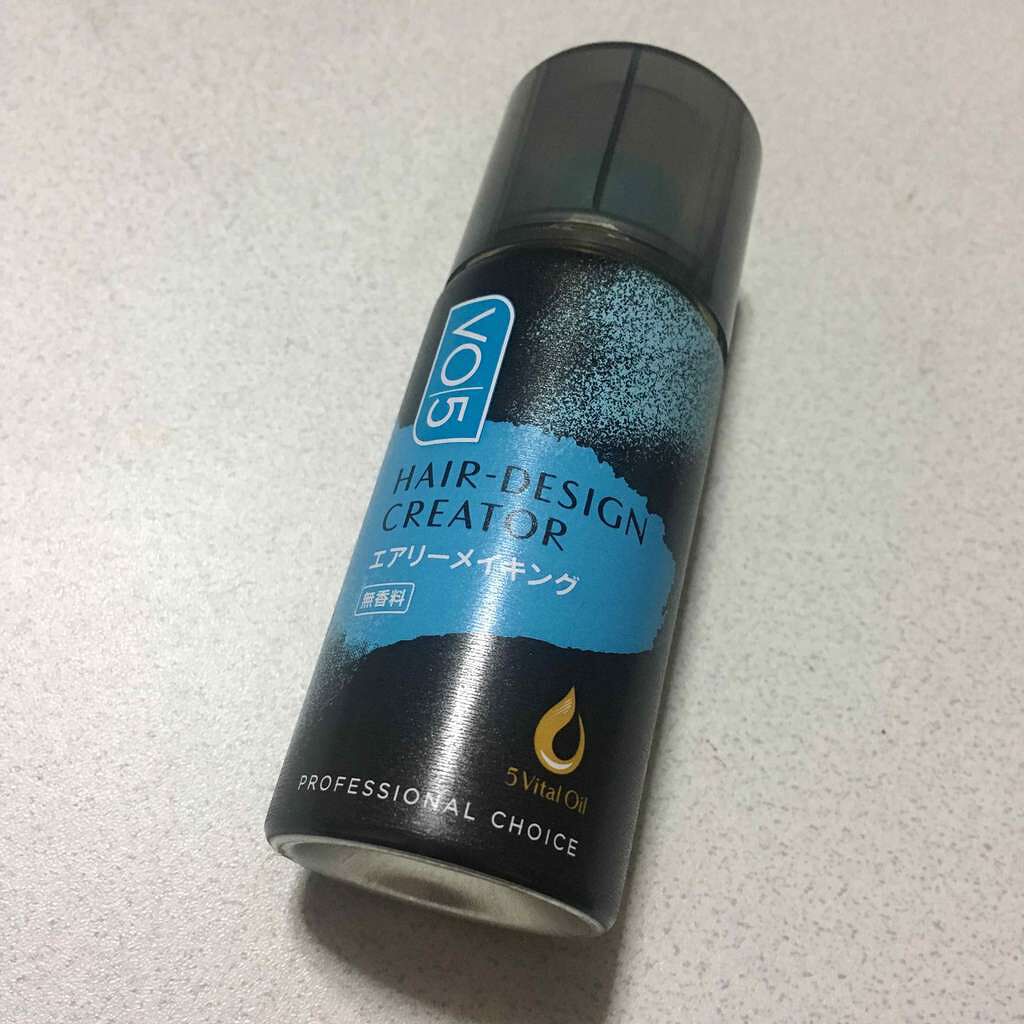 VO5
HAIR-DESIGN
CREATOR
エアリーメイキング
無香料
5 Vital Oil
PROFESSIONAL CHOICE